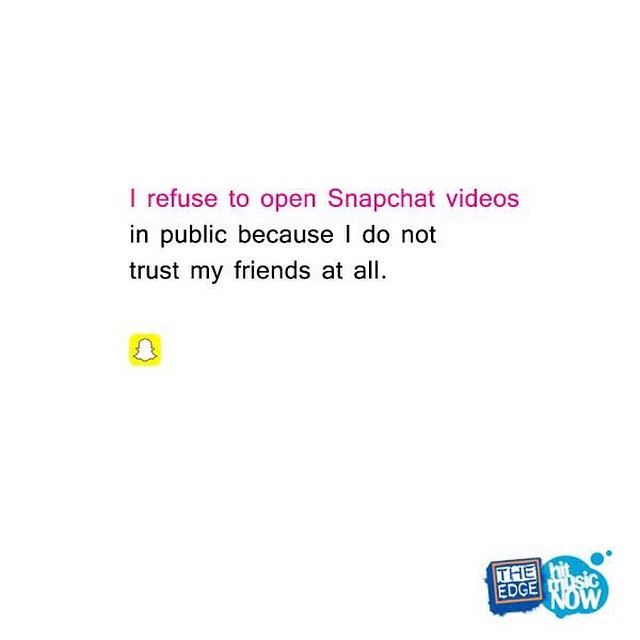 I refuse to open Snapchat videos
in public because I do not
trust my friends at all.
THE
EDGE
hit
music
NOW